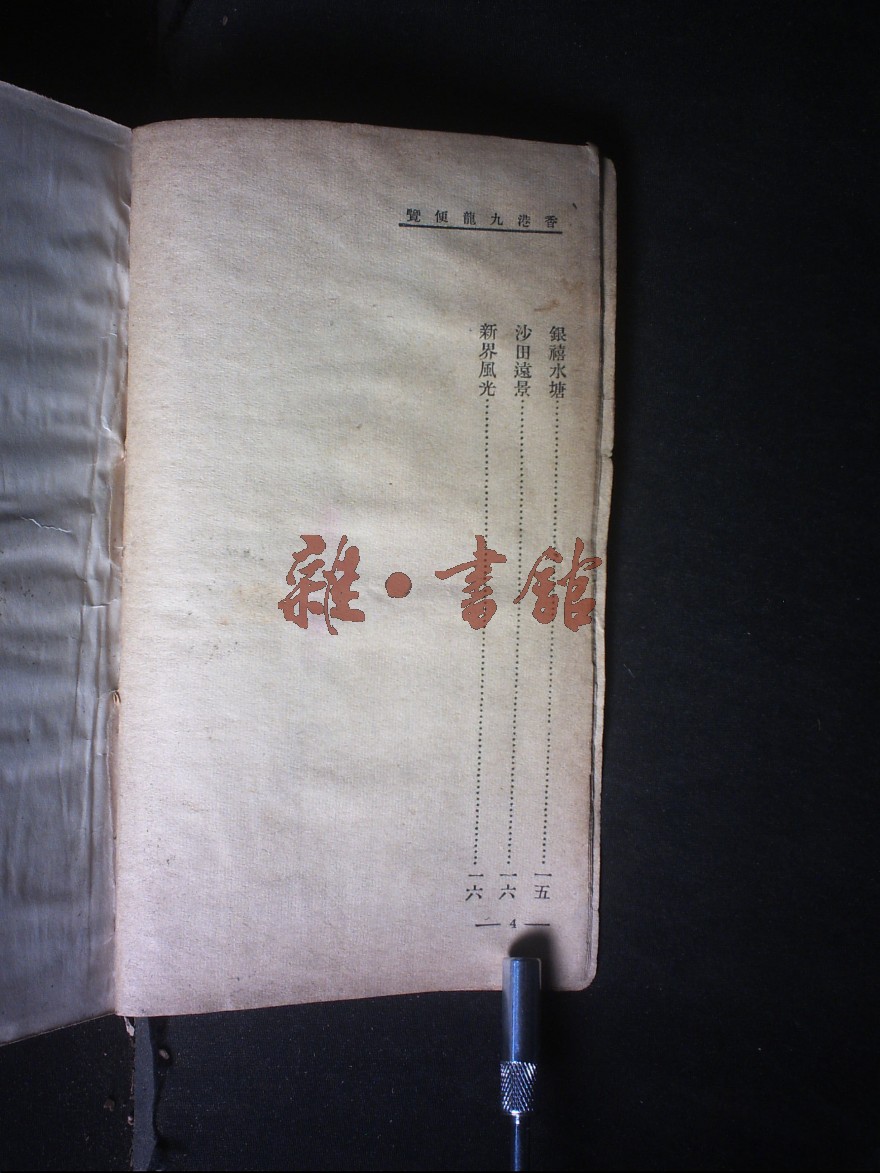 香港九龍便覽
銀禧水塘……一五
沙田遠景……一六
新界風光……一六
— 4 —
雜·書館